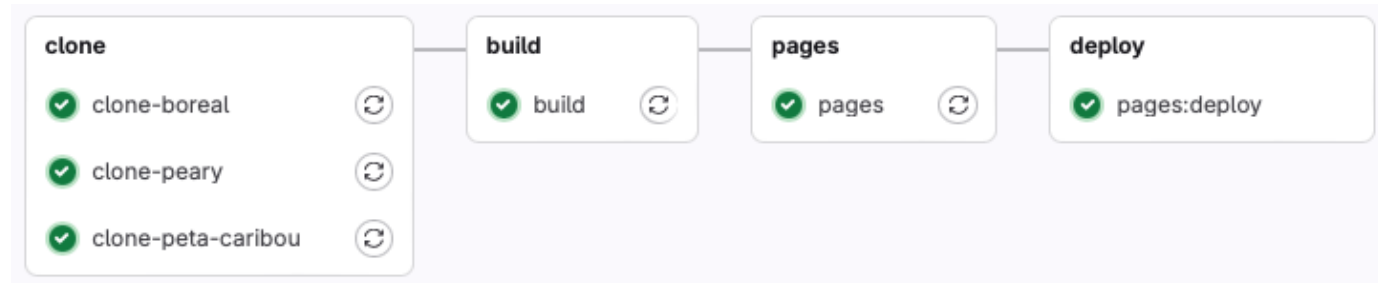 clone
clone-boreal
clone-peary
clone-peta-caribou
build
build
pages
pages
deploy
pages:deploy